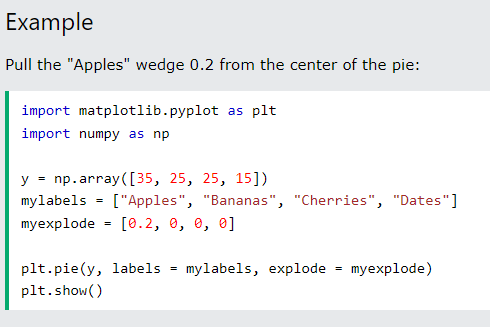 Example
Pull the "Apples" wedge 0.2 from the center of the pie:
import matplotlib.pyplot as plt
import numpy as np
y = np.array([35, 25, 25, 15])
mylabels = ["Apples", "Bananas", "Cherries", "Dates"]
myexplode = [0.2, 0, 0, 0]
plt.pie(y, labels = mylabels, explode = myexplode)
plt.show()